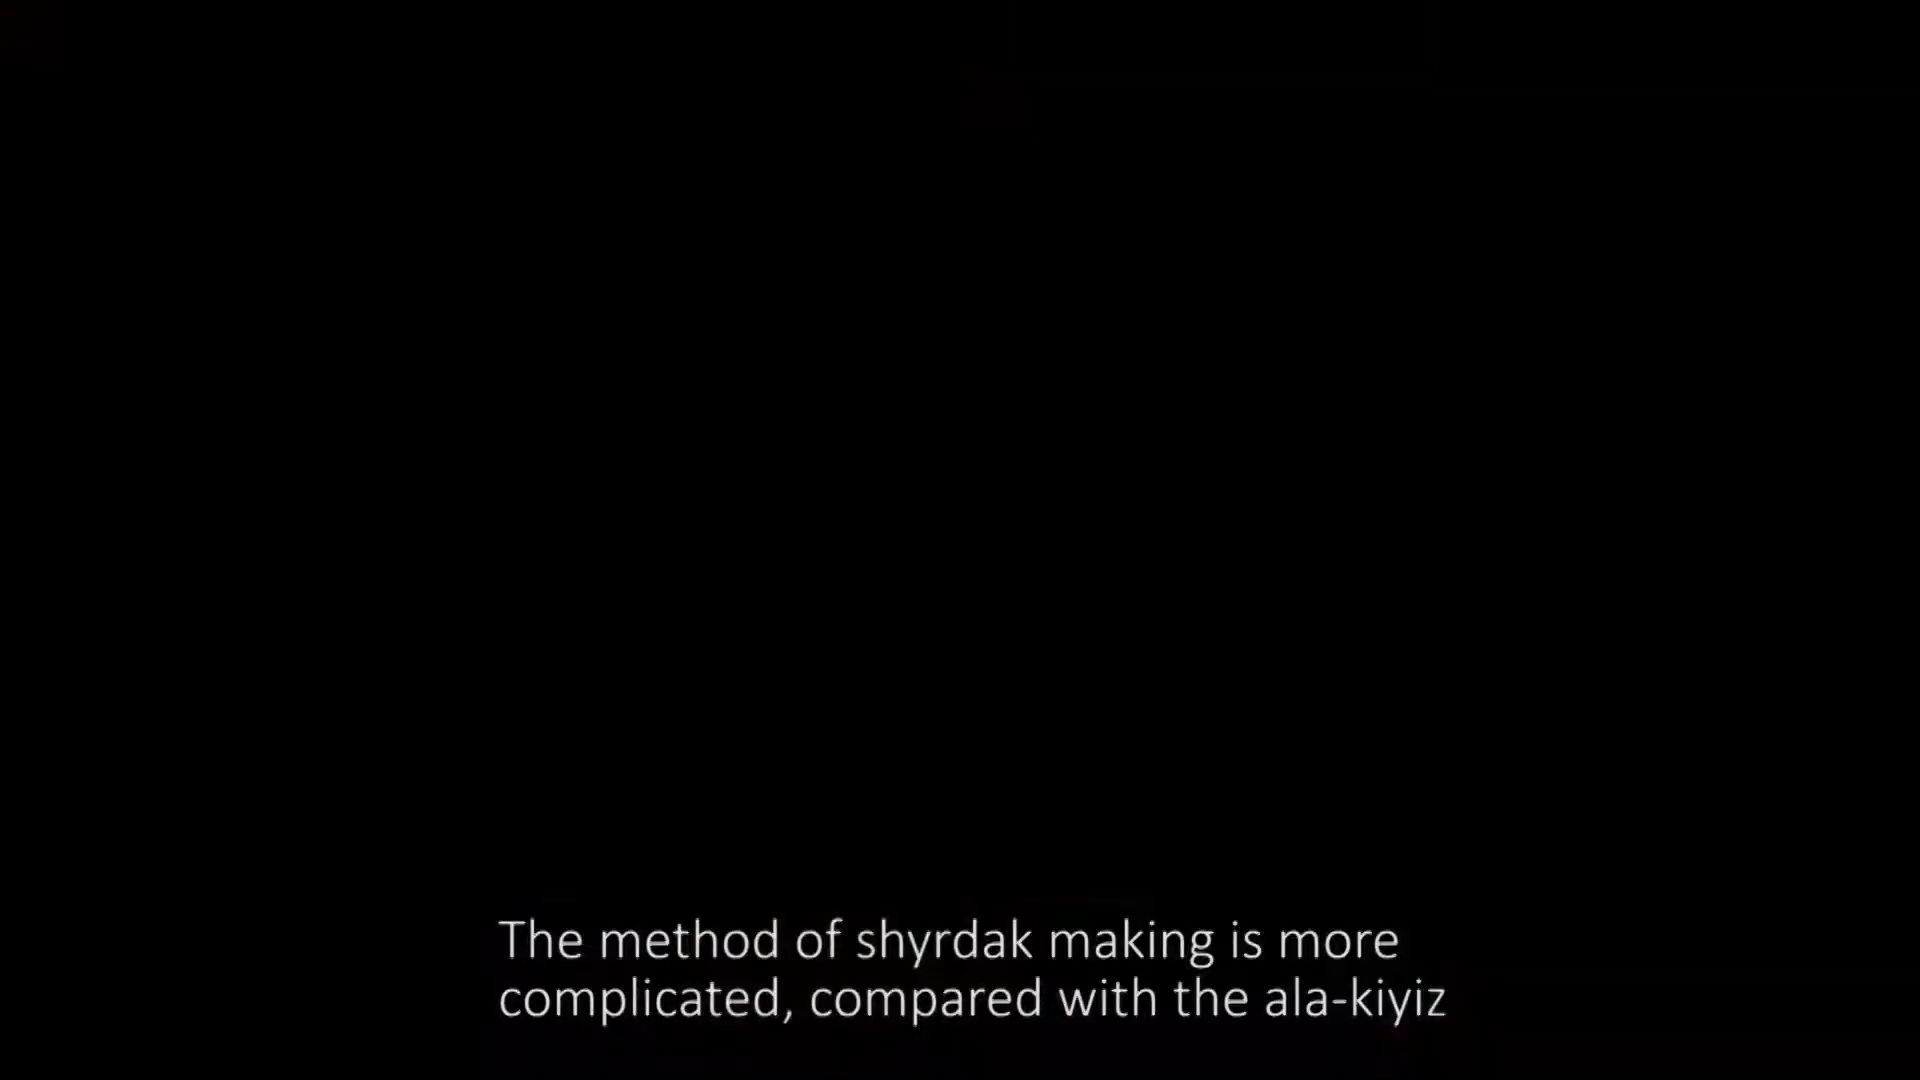 The method of shyrdak making is more
complicated, compared with the ala-kiyiz